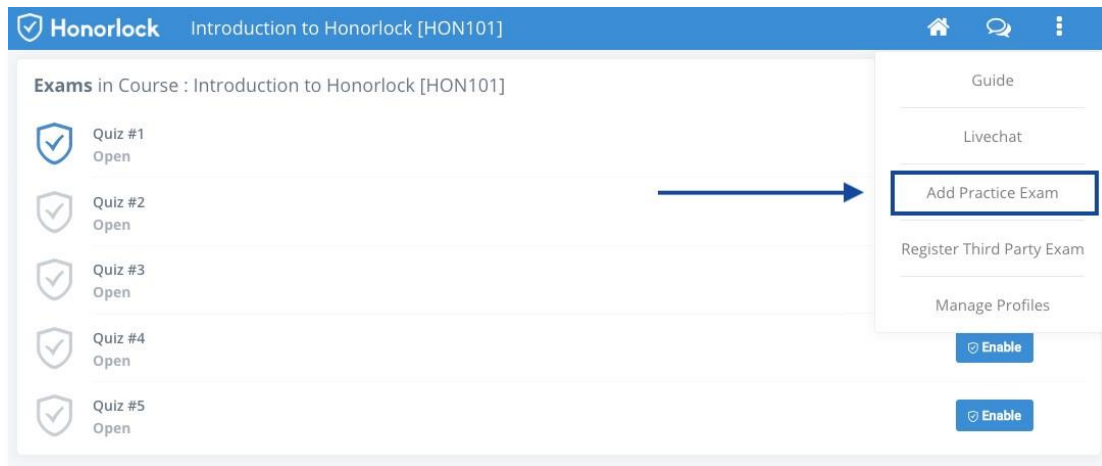 Honorlock Introduction to Honorlock [HON101]
Exams in Course : Introduction to Honorlock [HON101]
Guide
Quiz #1
Open
Livechat
Quiz #2
Open
Add Practice Exam
Register Third Party Exam
Quiz #3
Open
Manage Profiles
Quiz #4
Open
Enable
Quiz #5
Open
Enable